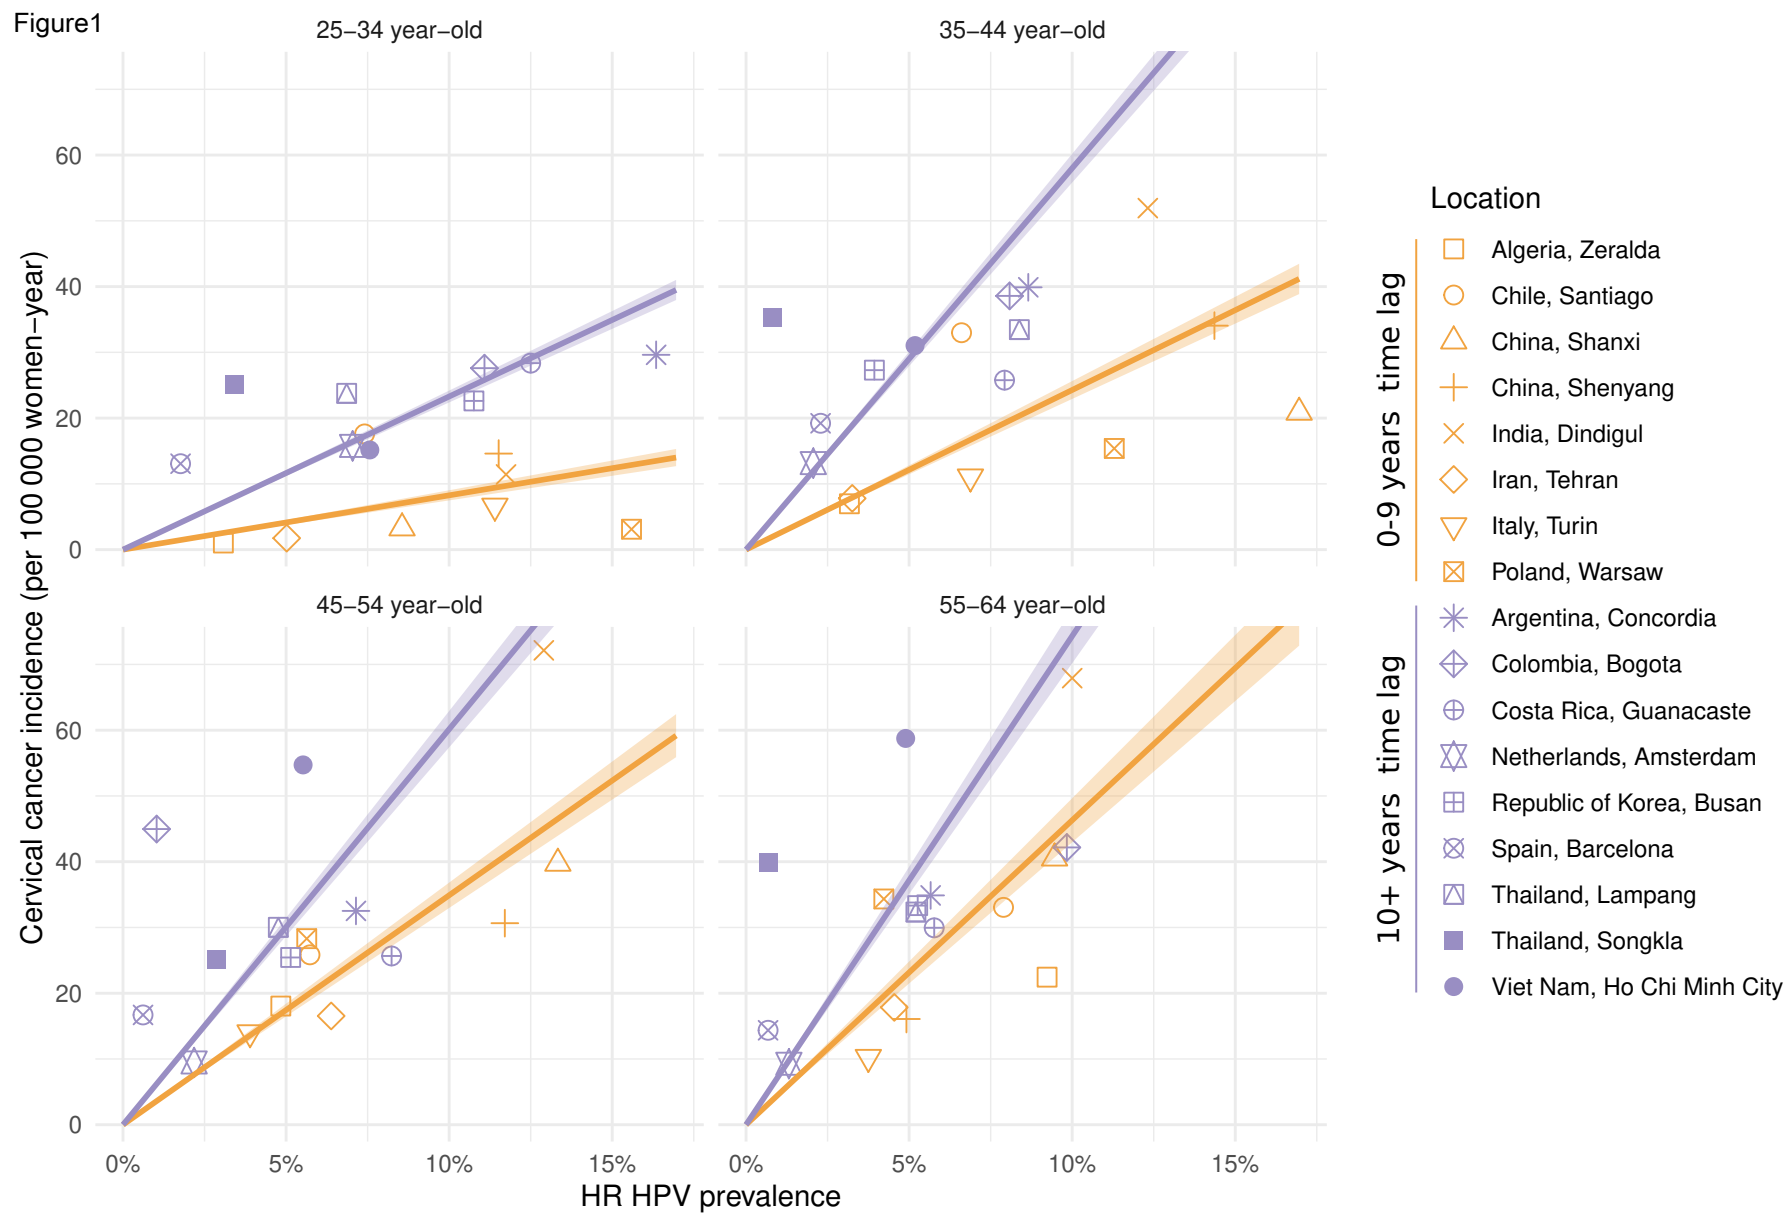 Figure1
25−34 year−old
35−44 year−old
60
40
20
0
45−54 year−old
55−64 year−old
60
40
20
0
0%
5%
10%
15%
0%
5%
10%
15%
HR HPV prevalence
Cervical cancer incidence (per 100 000 women−year)
Location
0-9 years time lag
Algeria, Zeralda
Chile, Santiago
China, Shanxi
China, Shenyang
India, Dindigul
Iran, Tehran
Italy, Turin
Poland, Warsaw
10+ years time lag
Argentina, Concordia
Colombia, Bogota
Costa Rica, Guanacaste
Netherlands, Amsterdam
Republic of Korea, Busan
Spain, Barcelona
Thailand, Lampang
Thailand, Songkla
Viet Nam, Ho Chi Minh City